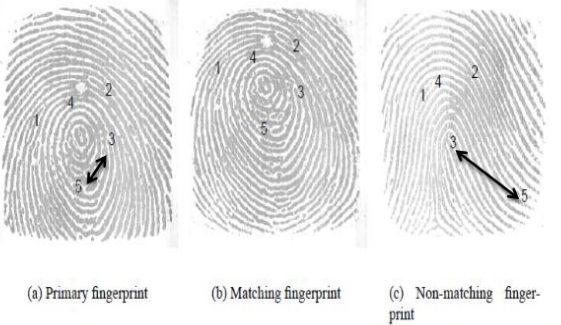 4 2 1 3 5
4 2 1 3 5
4 2 1 3 5
(a) Primary fingerprint
(b) Matching fingerprint
(c) Non-matching finger-
print